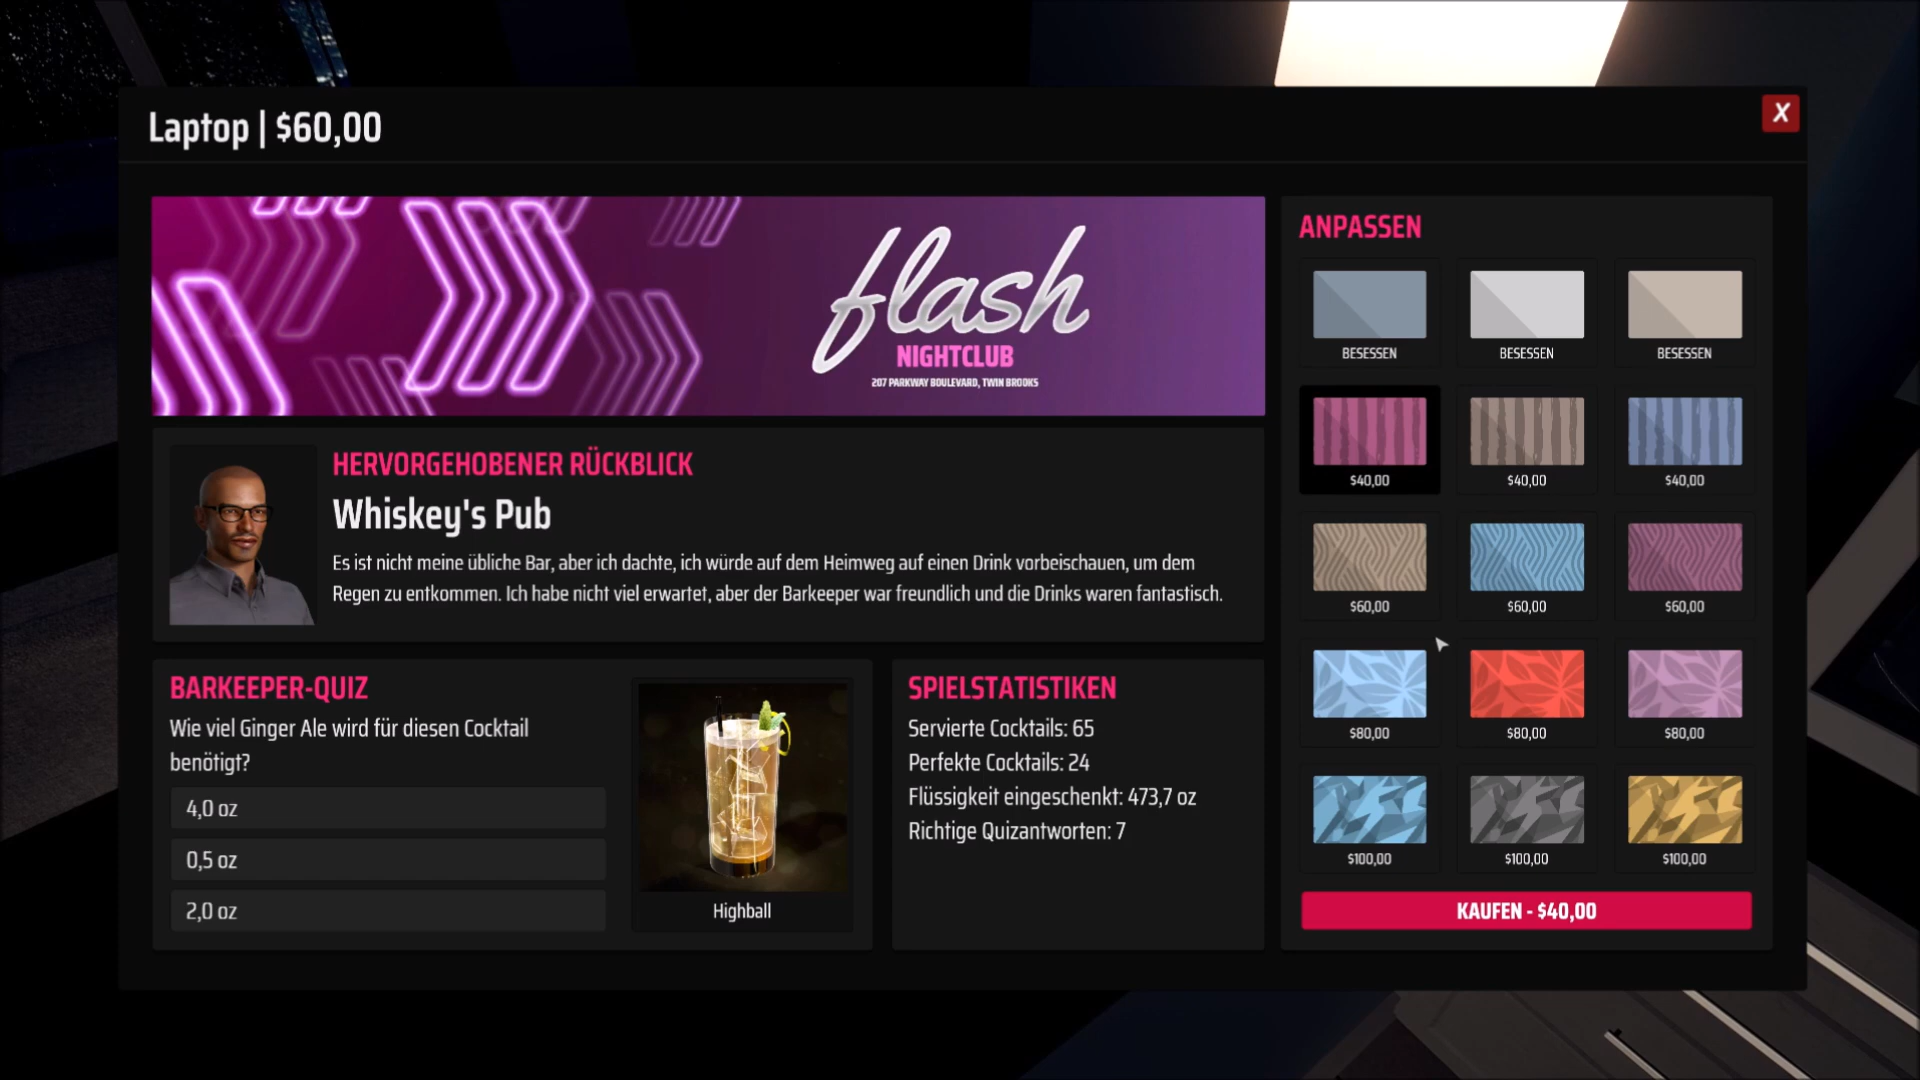 Laptop | $60,00
X
flash
NIGHTCLUB
207 PARKWAY BOULEVARD, TWIN BROOKS
HERVORGEHOBENER RÜCKBLICK
Whiskey's Pub
Es ist nicht meine übliche Bar, aber ich dachte, ich würde auf dem Heimweg auf einen Drink vorbeischauen, um dem
Regen zu entkommen. Ich habe nicht viel erwartet, aber der Barkeeper war freundlich und die Drinks waren fantastisch.
BARKEEPER-QUIZ
Wie viel Ginger Ale wird für diesen Cocktail
benötigt?
4,0 oz
0,5 oz
2,0 oz
Highball
SPIELSTATISTIKEN
Servierte Cocktails: 65
Perfekte Cocktails: 24
Flüssigkeit eingeschenkt: 473,7 oz
Richtige Quizantworten: 7
ANPASSEN
BESESSEN BESESSEN BESESSEN
$40,00 $40,00 $40,00
$60,00 $60,00 $60,00
$80,00 $80,00 $80,00
$100,00 $100,00 $100,00
KAUFEN - $40,00